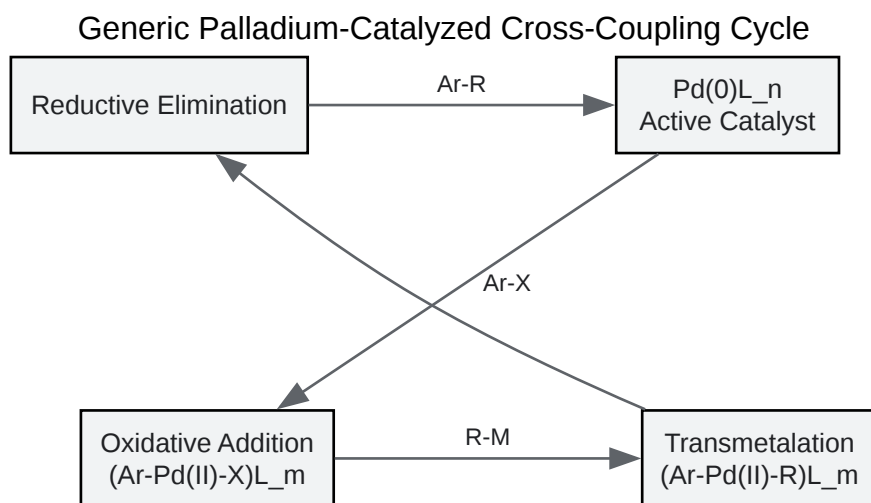 Generic Palladium-Catalyzed Cross-Coupling Cycle
Reductive Elimination
Ar-R
Pd(0)L_n
Active Catalyst
Ar-X
Oxidative Addition
(Ar-Pd(II)-X)L_m
R-M
Transmetalation
(Ar-Pd(II)-R)L_m